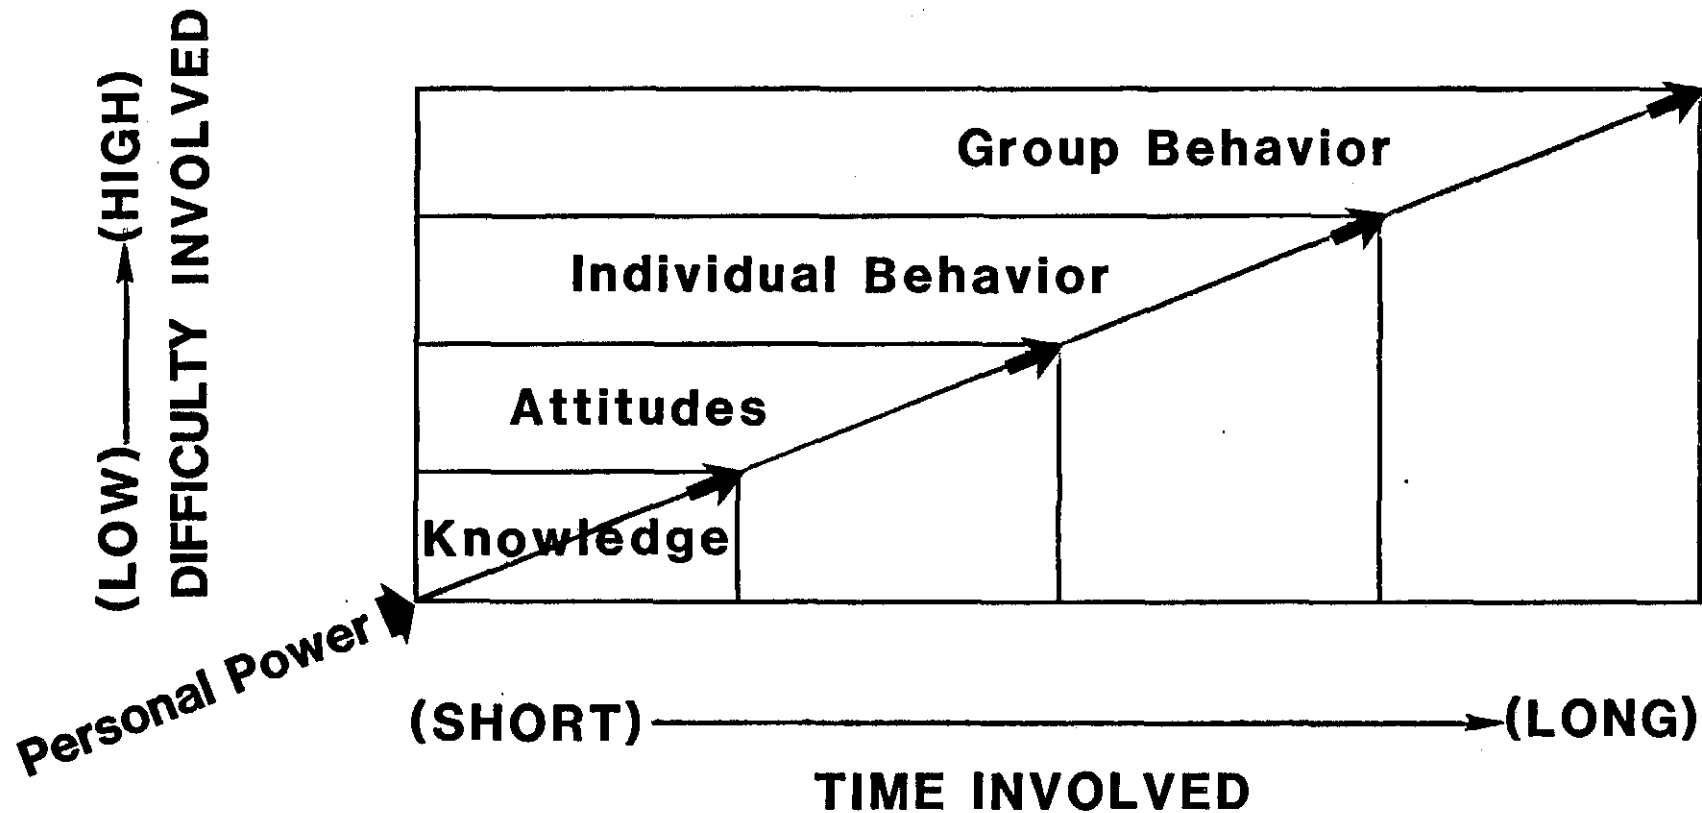 (LOW) (HIGH)
DIFFICULTY INVOLVED
Group Behavior
Individual Behavior
Attitudes
Knowledge
Personal Power
(SHORT) (LONG)
TIME INVOLVED